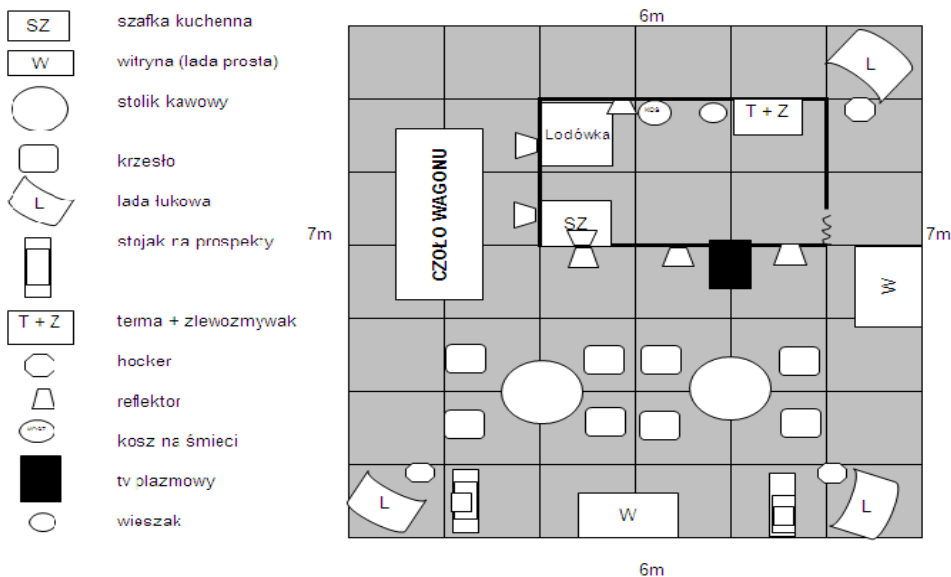 SZ szafka kuchenna
W witryna (lada prosta)
stolik kawowy
krzesło
L lada łukowa
stojak na prospekty
T + Z terma + zlewozmywak
hocker
reflektor
kosz na śmieci
tv plazmowy
wieszak
6m
L
Lodówka
T + Z
CZOŁO WAGONU
SZ
7m
7m
W
L
W
L
6m